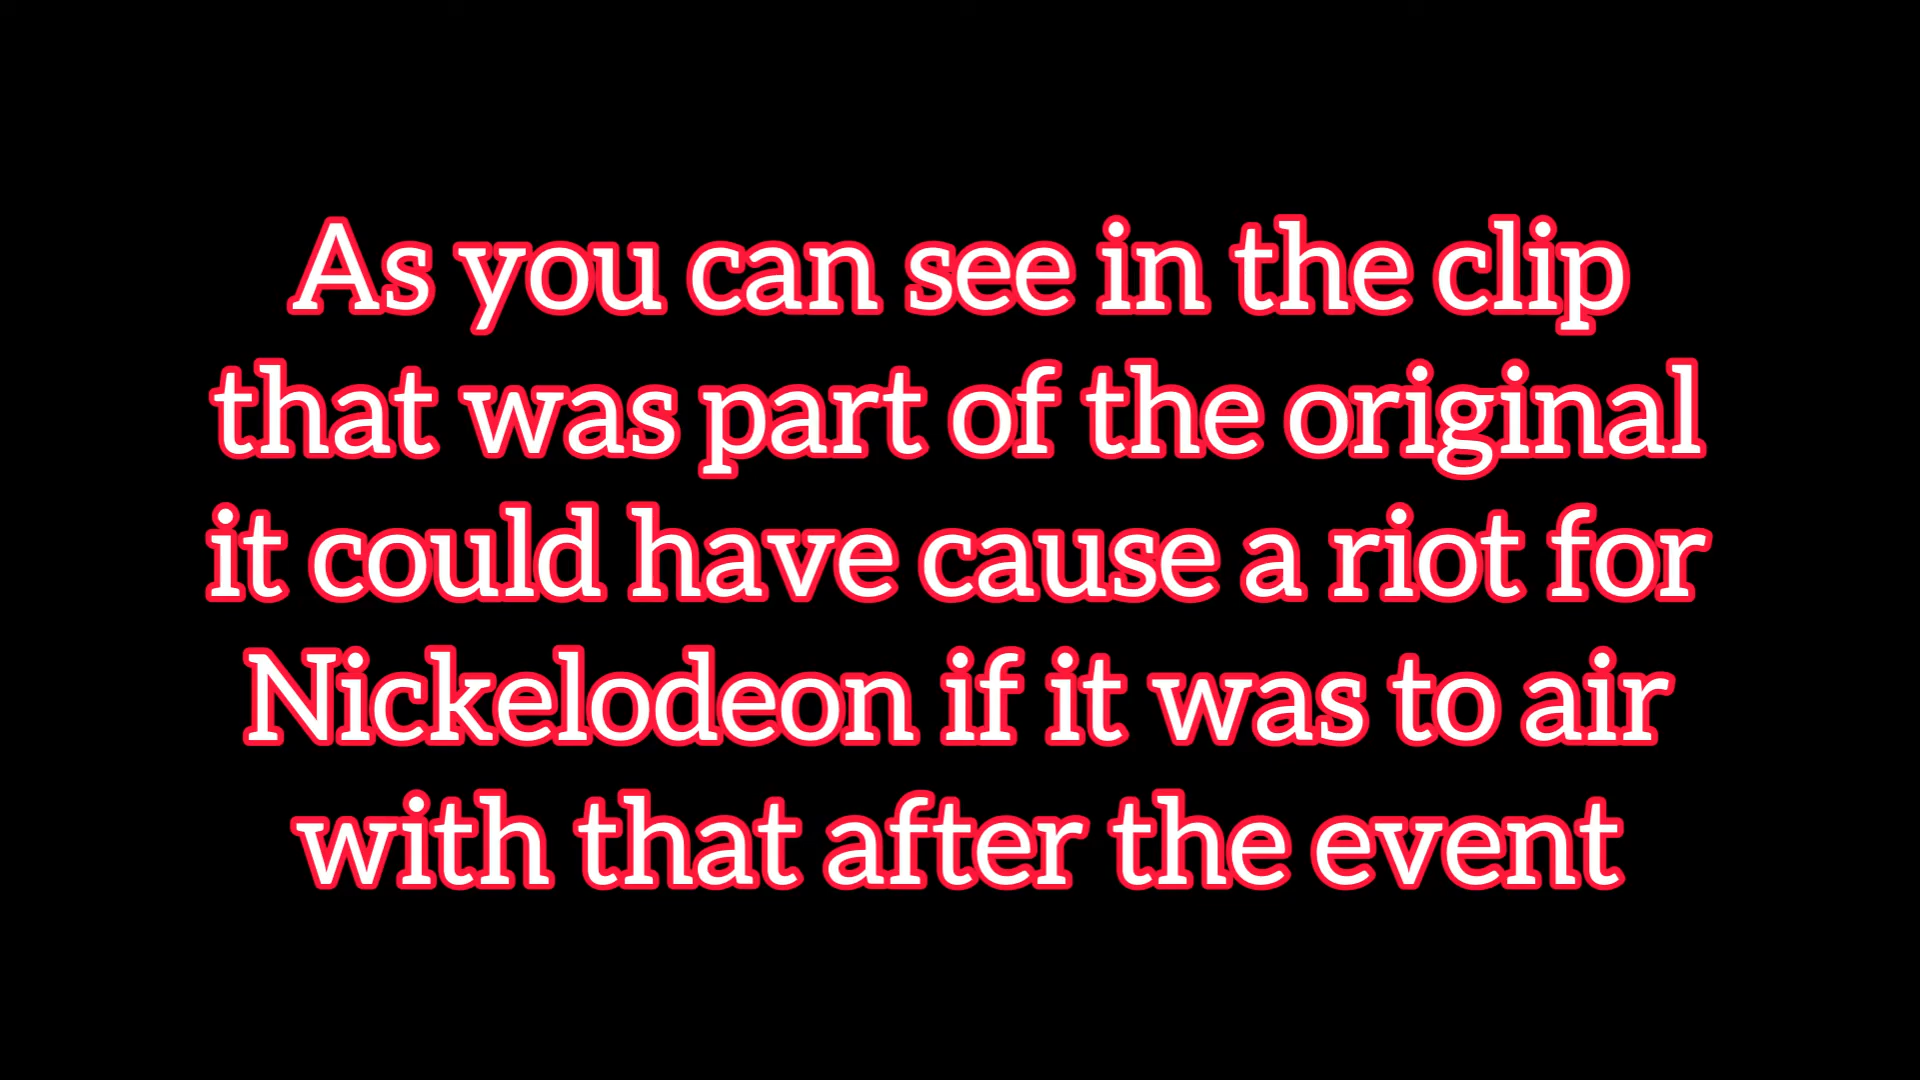 As you can see in the clip
that was part of the original
it could have cause a riot for
Nickelodeon if it was to air
with that after the event